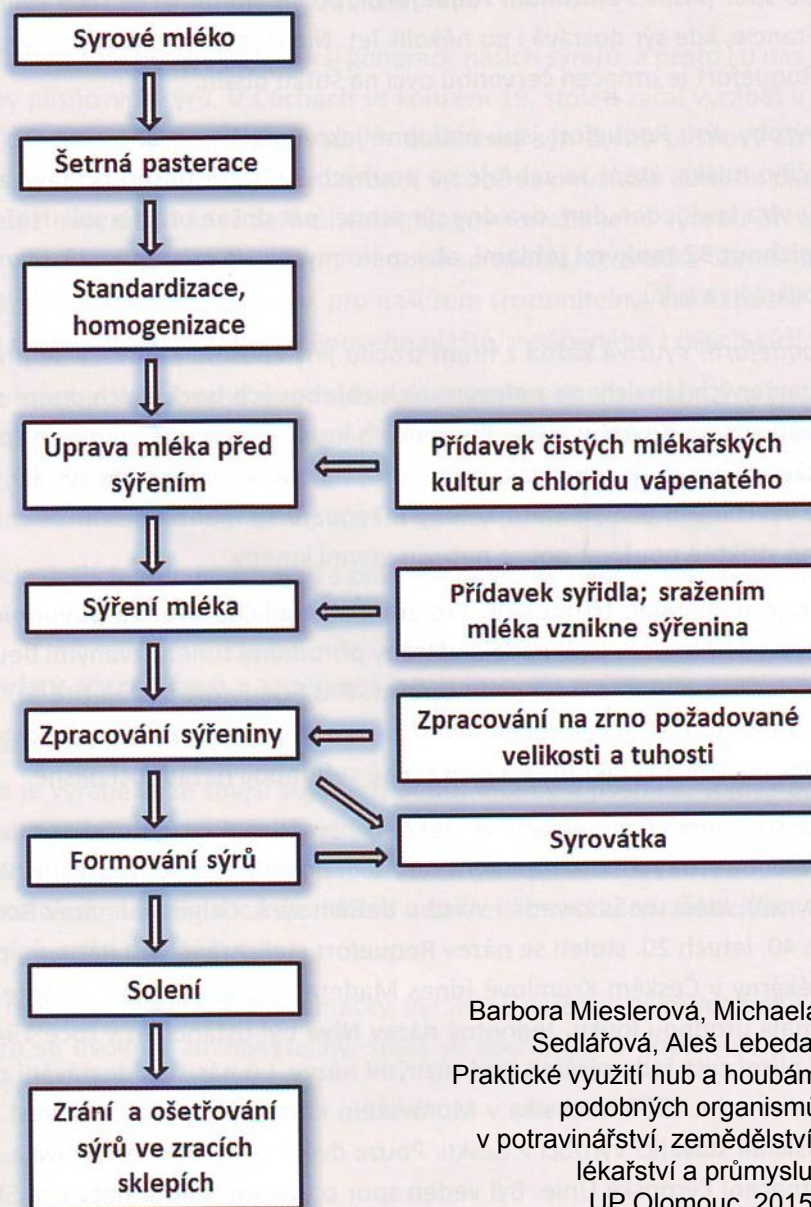 Syrové mléko
Šetrná pasterace
Standardizace,
homogenizace
Úprava mléka před
sýřením
Přídavek čistých mlékařských
kultur a chloridu vápenatého
Sýření mléka
Přídavek syřidla; sražením
mléka vznikne sýřenina
Zpracování sýřeniny
Zpracování na zrno požadované
velikosti a tuhosti
Syrovátka
Formování sýrů
Solení
Zrání a ošetřování
sýrů ve zracích
sklepích
Barbora Mieslerová, Michaela
Sedlářová, Aleš Lebeda
Praktické využití hub a houbám
podobných organismů
v potravinářství, zemědělství,
lékařství a průmyslu
UP Olomouc, 2015